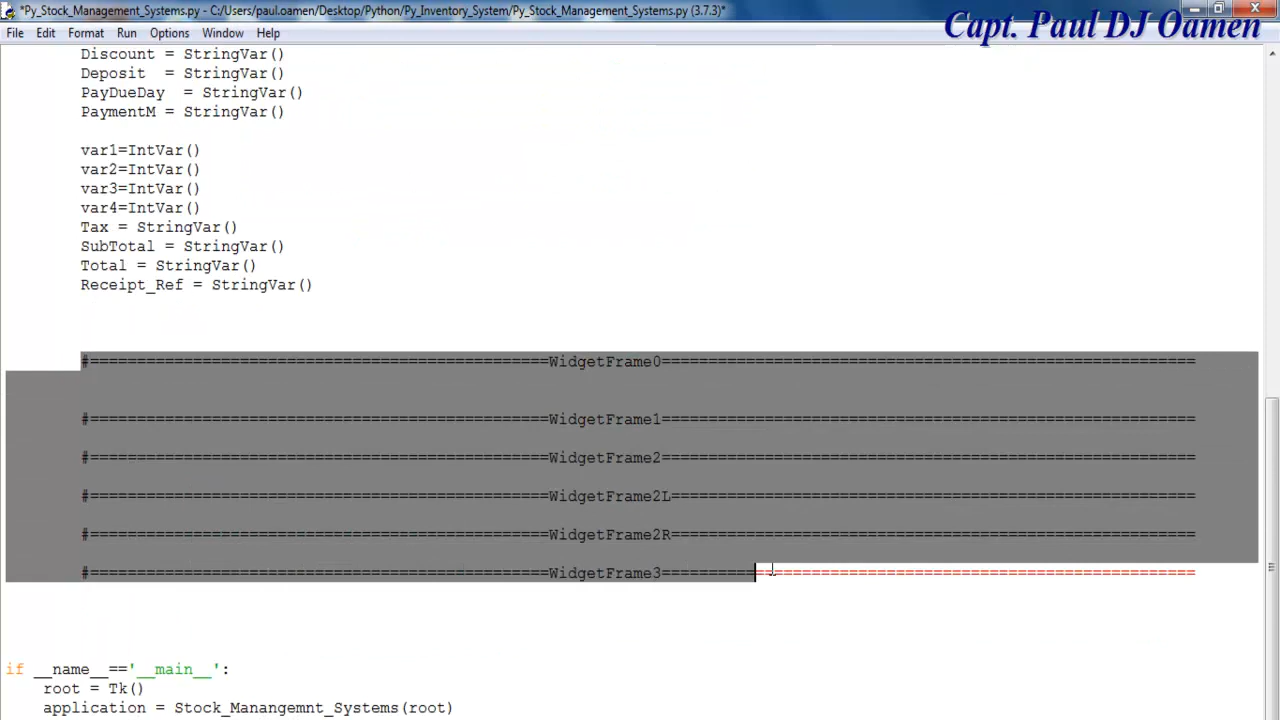 *Py_Stock_Management_Systems.py - C:/Users/paul.oamen/Desktop/Python/Py_Inventory_System/Py_Stock_Management_Systems.py (3.7.3)*
Capt. Paul DJ Oamen
File Edit Format Run Options Window Help
Discount = StringVar()
Deposit  = StringVar()
PayDueDay  = StringVar()
PaymentM = StringVar()
var1=IntVar()
var2=IntVar()
var3=IntVar()
var4=IntVar()
Tax = StringVar()
SubTotal = StringVar()
Total = StringVar()
Receipt_Ref = StringVar()
#=================================================WidgetFrame0=========================================================
#=================================================WidgetFrame1=========================================================
#=================================================WidgetFrame2=========================================================
#=================================================WidgetFrame2L========================================================
#=================================================WidgetFrame2R========================================================
#=================================================WidgetFrame3=========================================================
if __name__=='__main__':
root = Tk()
application = Stock_Manangemnt_Systems(root)